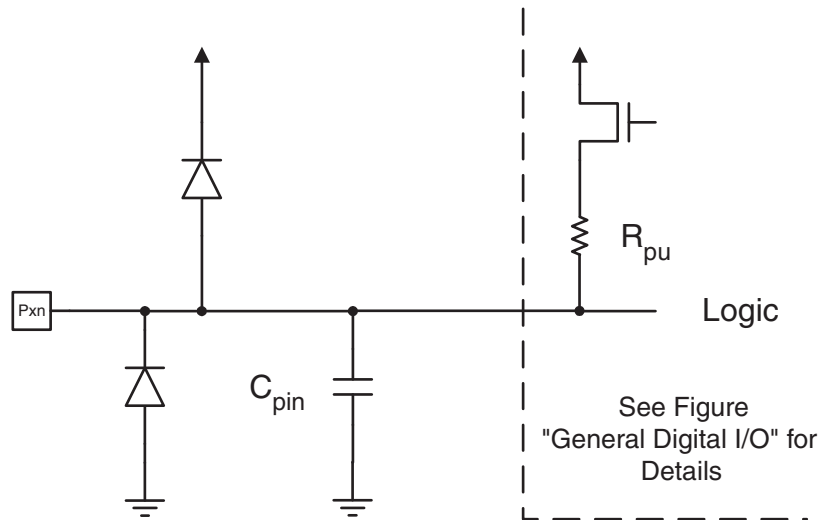 R_pu
Pxn
Logic
C_pin
See Figure
"General Digital I/O" for
Details